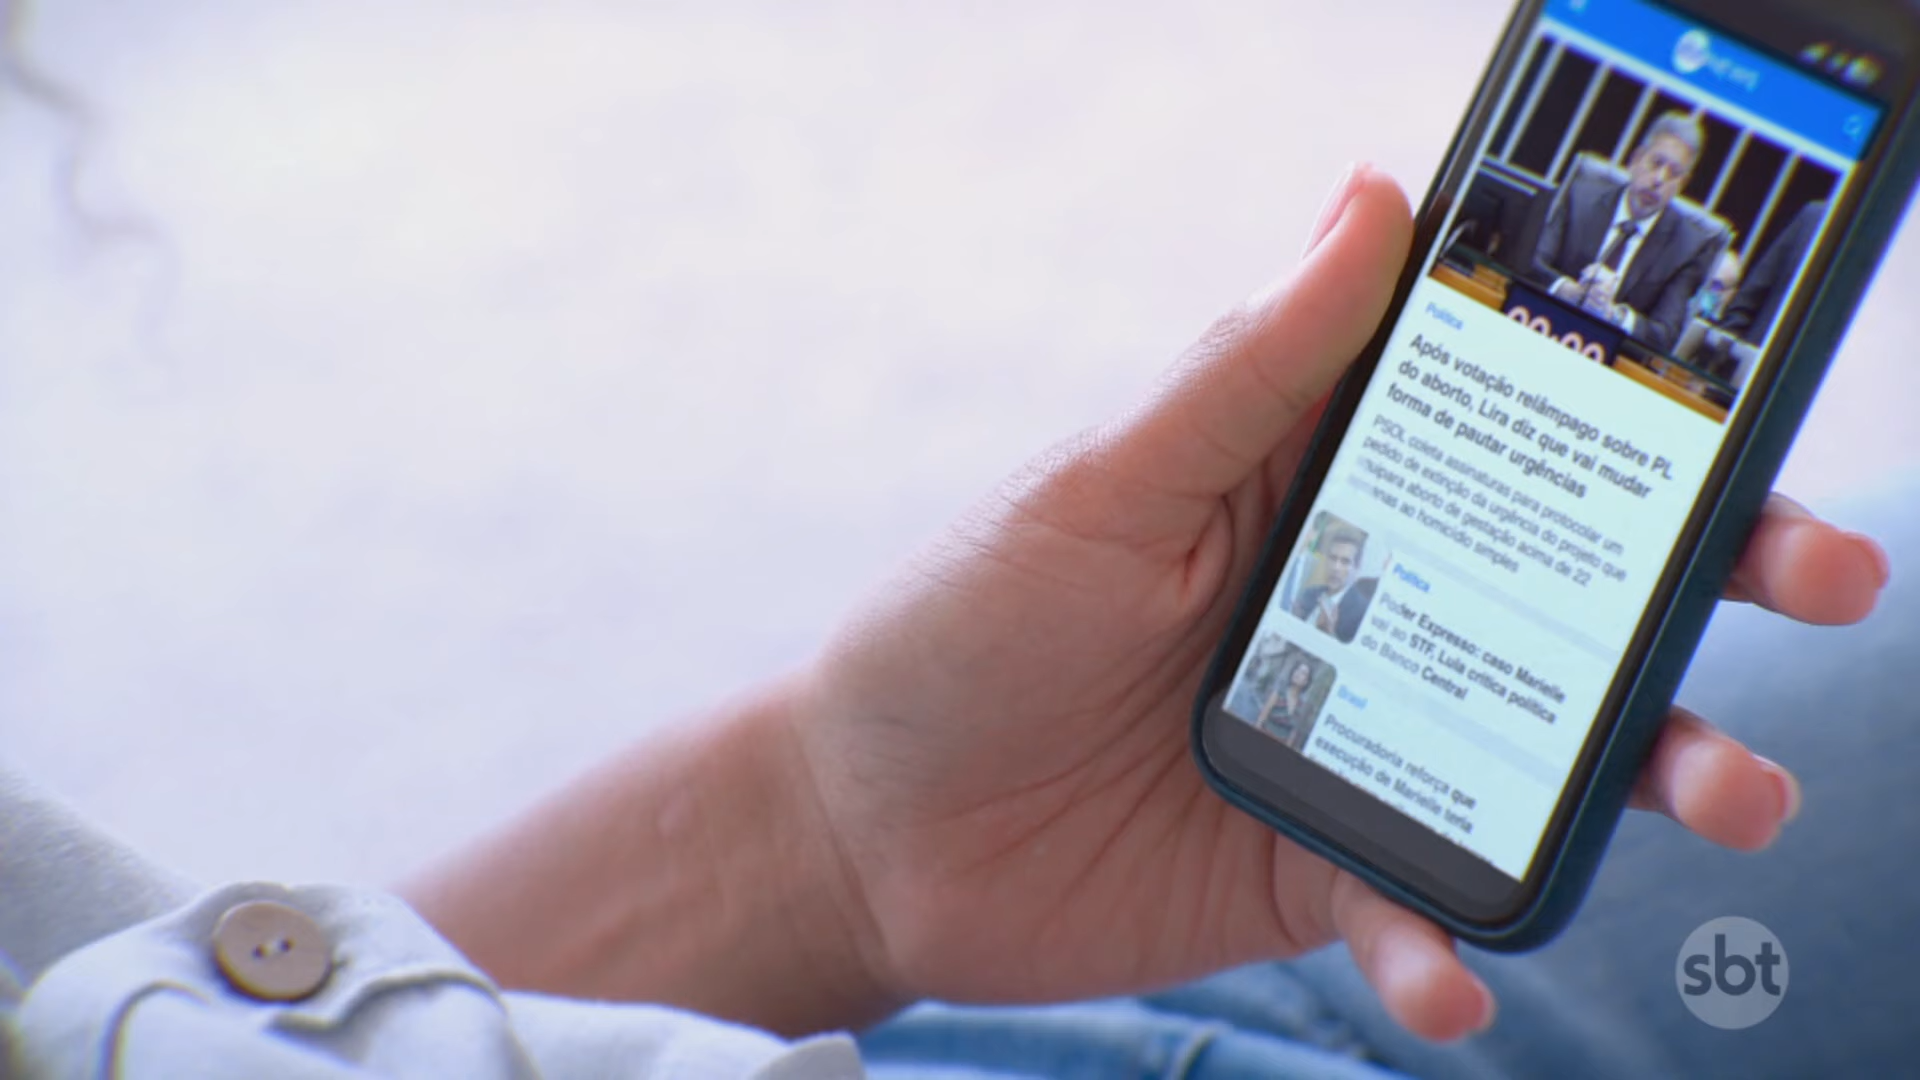 news
Política
Após votação relâmpago sobre PL
do aborto, Lira diz que vai mudar
forma de pautar urgências
PSOL coleta assinaturas para protocolar um
pedido de extinção da urgência do projeto que
aborto de gestação acima de 22
ao homicídio simples
Política
Poder Expresso: caso Marielle
vai ao STF, Lula critica política
do Banco Central
Brasil
Procuradoria reforça que
execução de Marielle teria
sbt